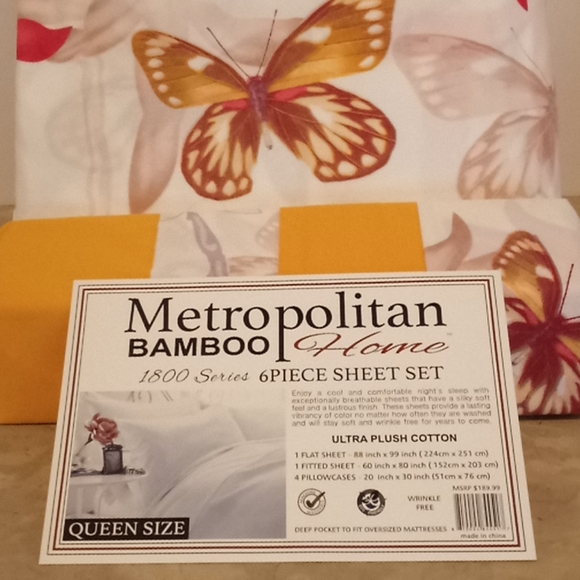 Metropolitan
BAMBOO Home
1800 Series 6PIECE SHEET SET
Enjoy a cool and comfortable night's sleep with
exceptionally breathable sheets that have a silky soft
feel and a lustrous finish. These sheets provide a lasting
vibrancy of color no matter how often they are washed
and will stay soft and wrinkle free for years to come.
ULTRA PLUSH COTTON
1 FLAT SHEET - 88 inch x 99 inch ( 224cm x 251 cm)
1 FITTED SHEET - 60 inch x 80 inch ( 152cm x 203 cm)
4 PILLOWCASES - 20 inch x 30 inch (51cm x 76 cm)
MSRP $189.99
WRINKLE
FREE
QUEEN SIZE
DEEP POCKET TO FIT OVERSIZED MATTRESSES
made in china